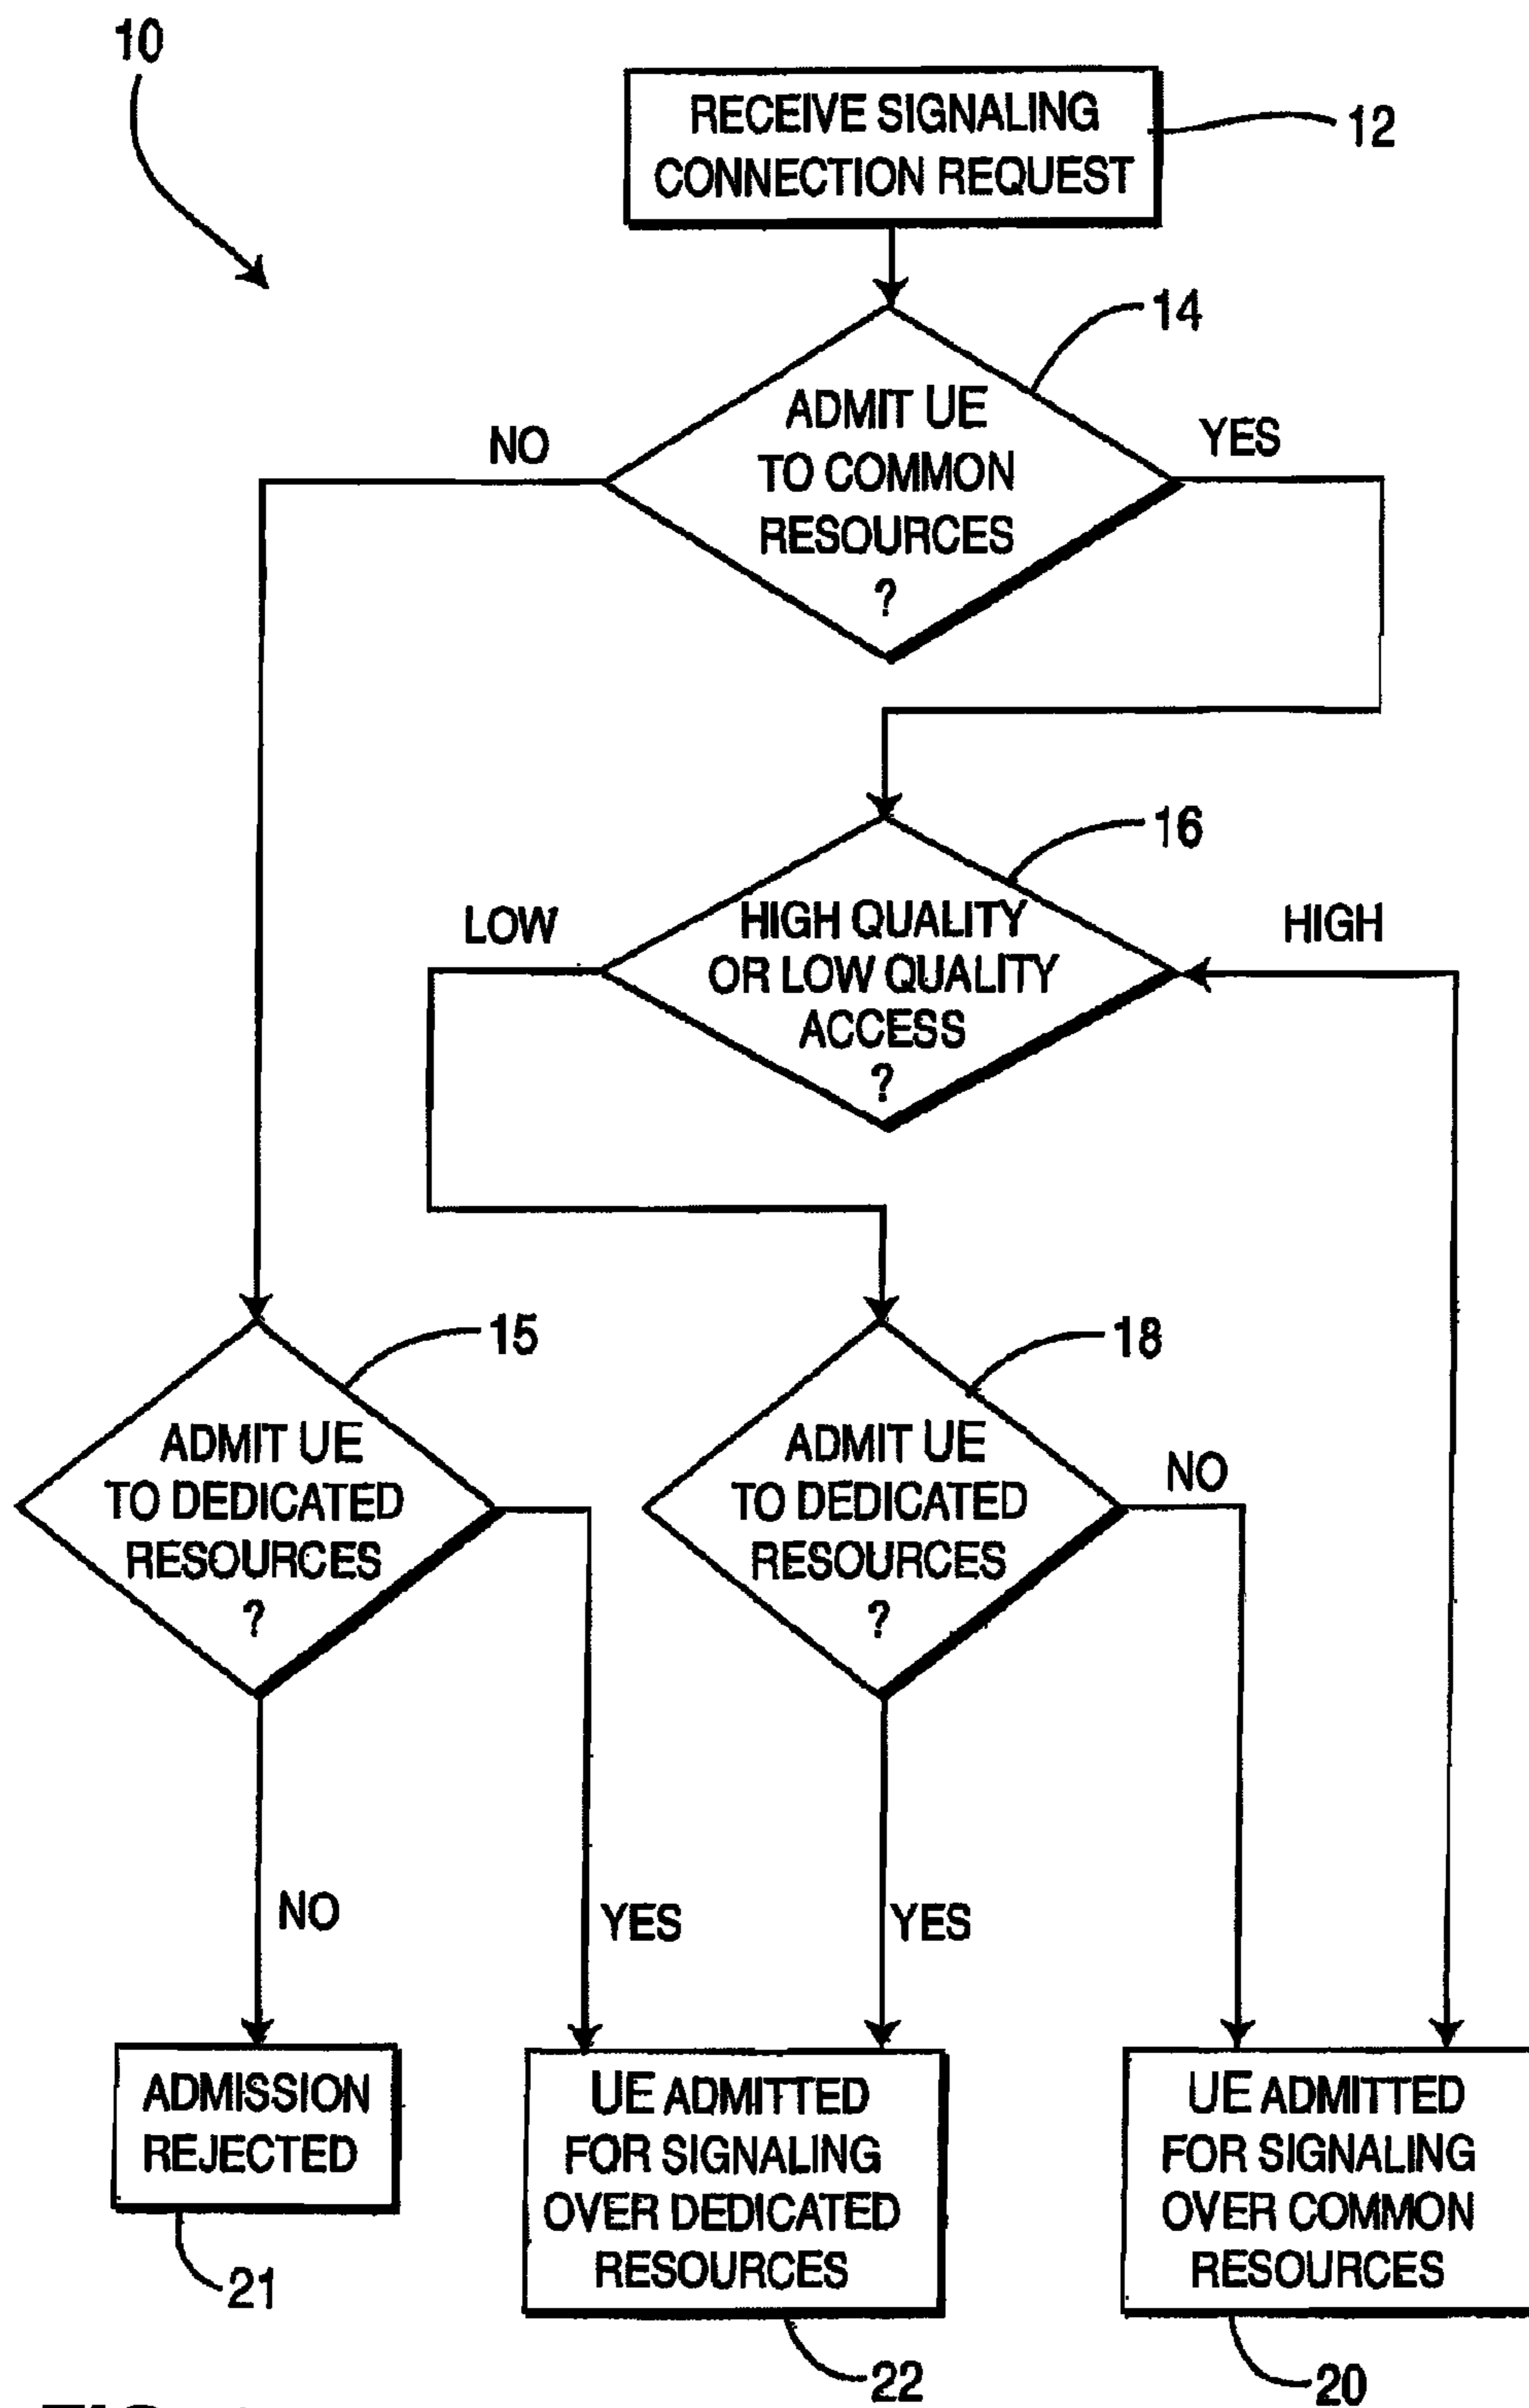 10
RECEIVE SIGNALING
CONNECTION REQUEST
12
14
ADMIT UE
TO COMMON
RESOURCES
?
NO
YES
16
HIGH QUALITY
OR LOW QUALITY
ACCESS
?
LOW
HIGH
15
ADMIT UE
TO DEDICATED
RESOURCES
?
18
ADMIT UE
TO DEDICATED
RESOURCES
?
NO
NO
YES
YES
ADMISSION
REJECTED
21
UE ADMITTED
FOR SIGNALING
OVER DEDICATED
RESOURCES
22
UE ADMITTED
FOR SIGNALING
OVER COMMON
RESOURCES
20